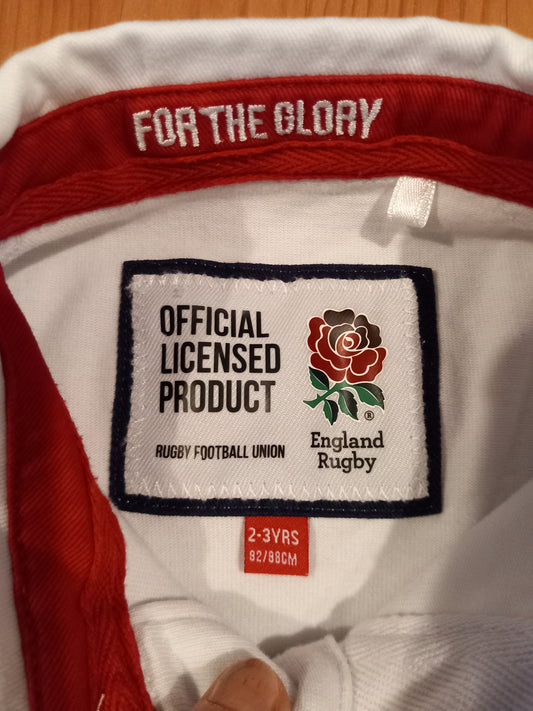 FOR THE GLORY
OFFICIAL
LICENSED
PRODUCT
RUGBY FOOTBALL UNION
®
England
Rugby
2-3YRS
92/98CM